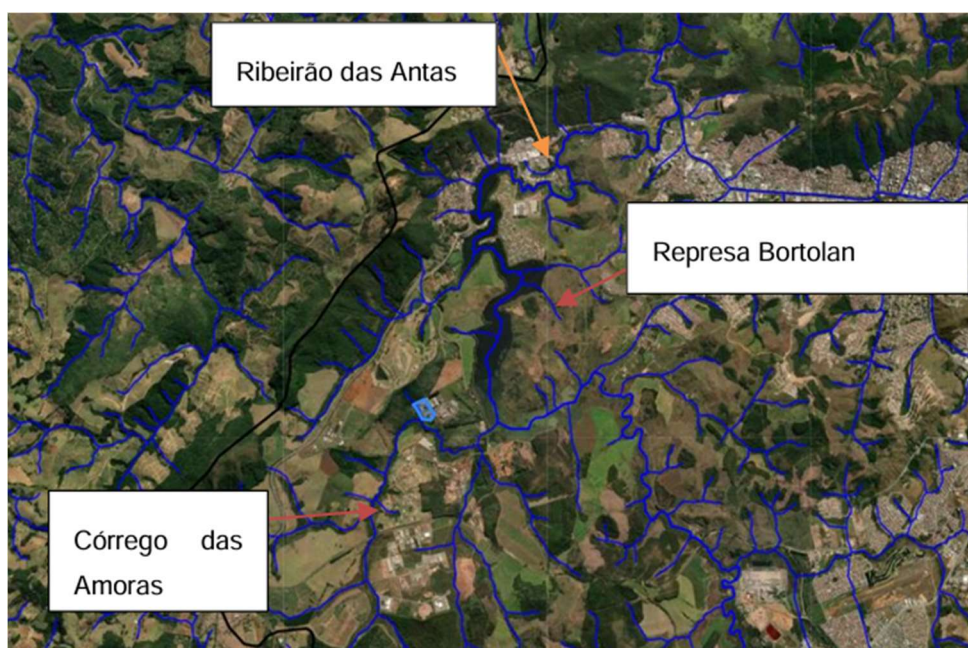 Ribeirão das Antas
Represa Bortolan
Córrego das
Amoras